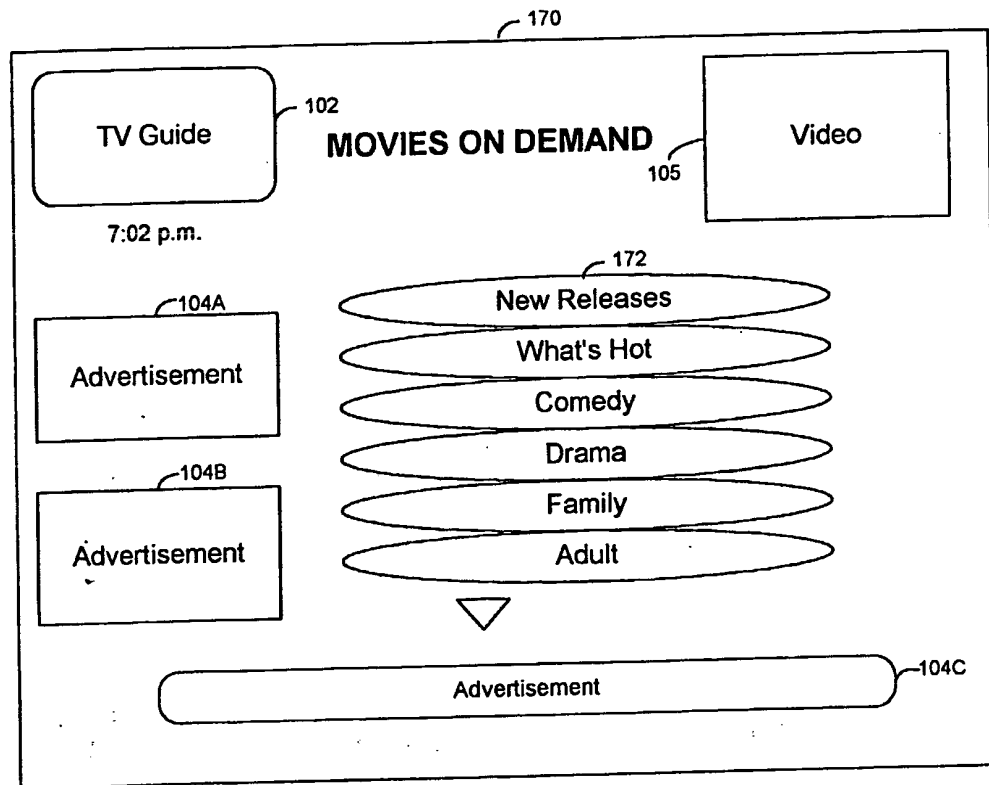 170
TV Guide
102
MOVIES ON DEMAND
105
Video
7:02 p.m.
172
New Releases
104A
Advertisement
What's Hot
Comedy
Drama
104B
Advertisement
Family
Adult
Advertisement
104C